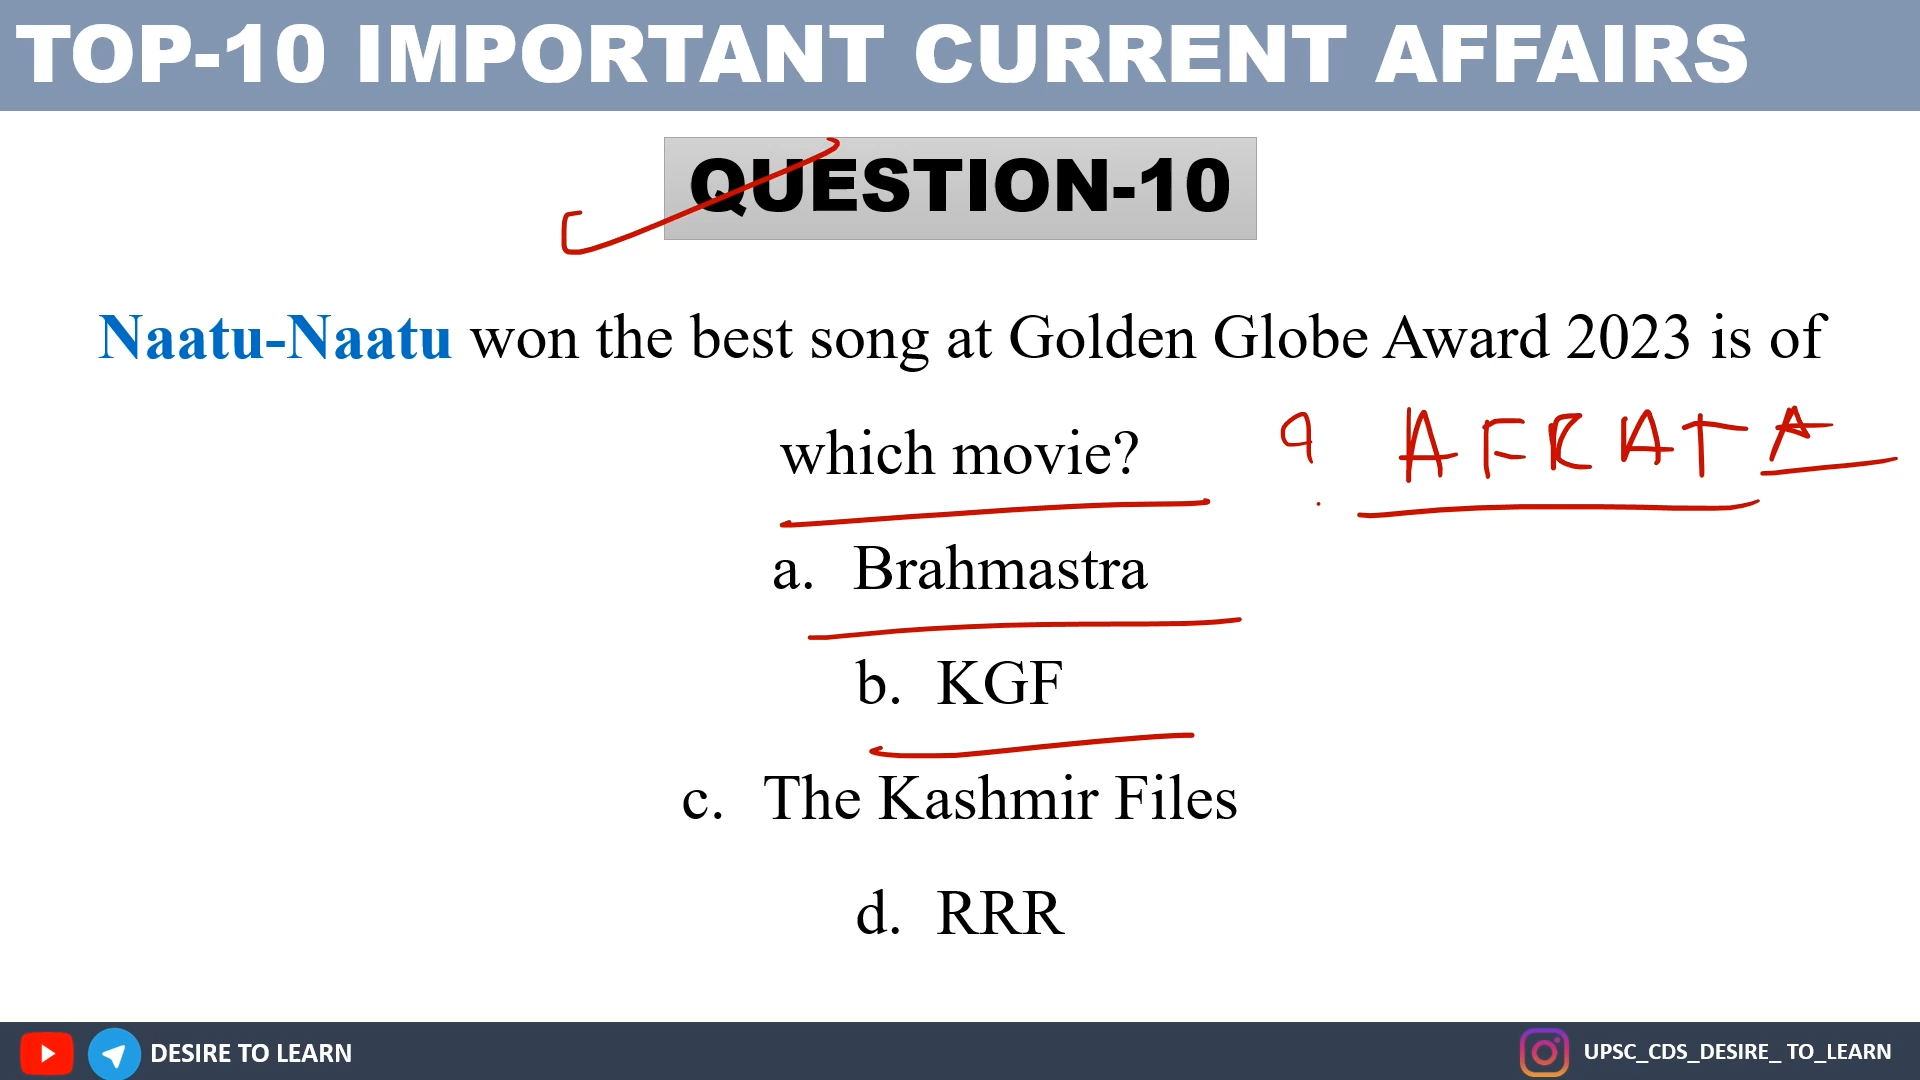 TOP-10 IMPORTANT CURRENT AFFAIRS
QUESTION-10
Naatu-Naatu won the best song at Golden Globe Award 2023 is of
which movie?
9 AFRATA
a. Brahmastra
b. KGF
c. The Kashmir Files
d. RRR
DESIRE TO LEARN
UPSC_CDS_DESIRE_ TO_LEARN